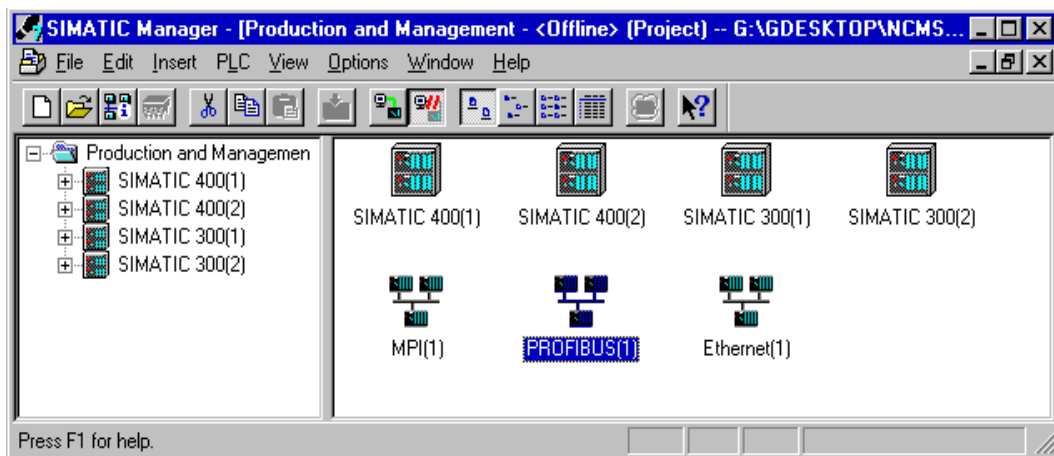 SIMATIC Manager - [Production and Management - <Offline> (Project) -- G:\GDESKTOP\NCMS...
File Edit Insert PLC View Options Window Help
Production and Managemen
SIMATIC 400(1)
SIMATIC 400(2)
SIMATIC 300(1)
SIMATIC 300(2)
SIMATIC 400(1) SIMATIC 400(2) SIMATIC 300(1) SIMATIC 300(2)
MPI(1) PROFIBUS(1) Ethernet(1)
Press F1 for help.